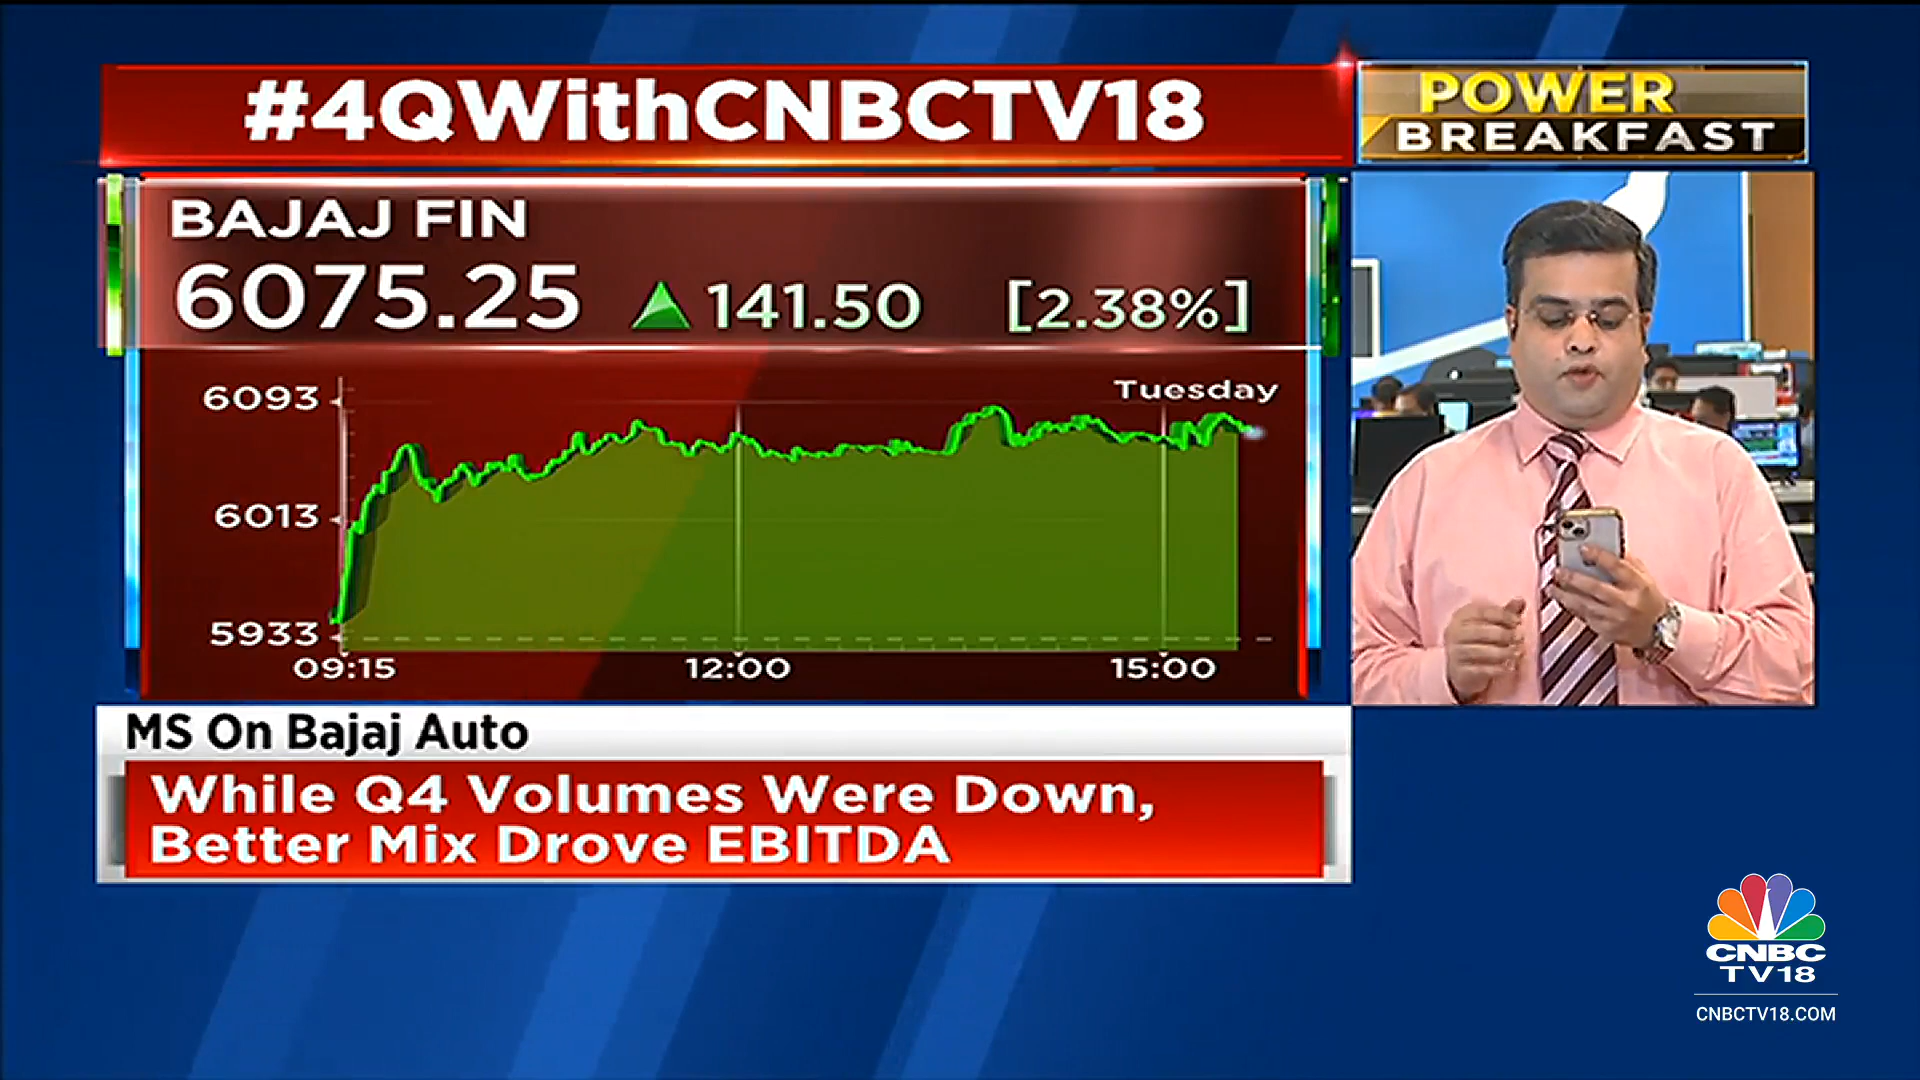 #4QWithCNBCTV18
POWER
BREAKFAST
BAJAJ FIN
6075.25 ▲ 141.50 [2.38%]
Tuesday
6093
6013
5933
09:15 12:00 15:00
MS On Bajaj Auto
While Q4 Volumes Were Down,
Better Mix Drove EBITDA
CNBC
TV18
CNBCTV18.COM